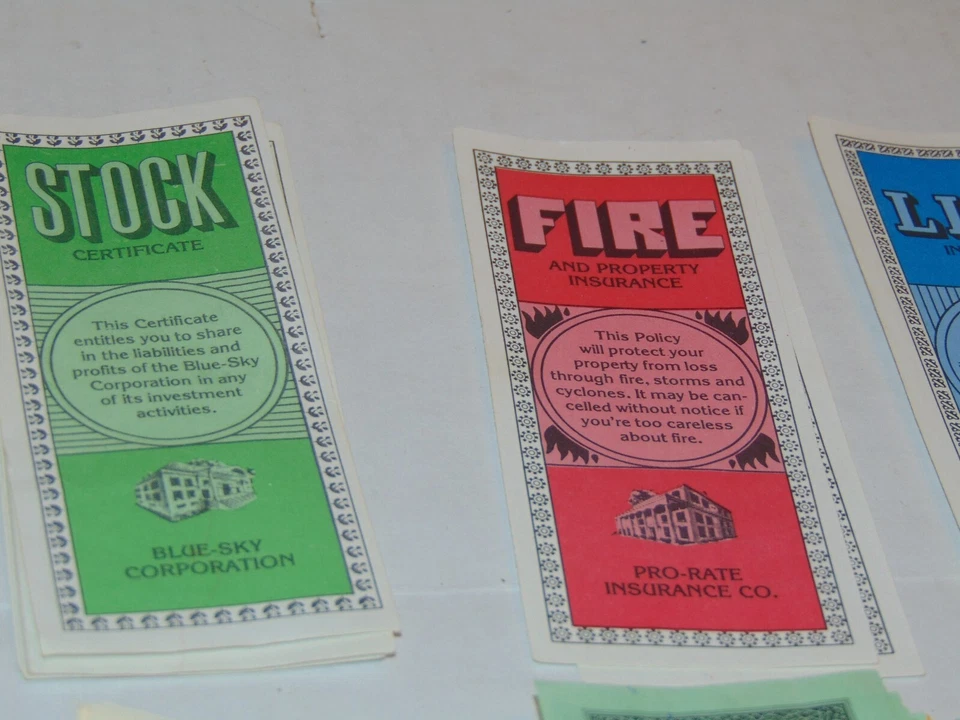 STOCK
CERTIFICATE
This Certificate
entitles you to share
in the liabilities and
profits of the Blue-Sky
Corporation in any
of its investment
activities.
BLUE-SKY
CORPORATION
FIRE
AND PROPERTY
INSURANCE
This Policy
will protect your
property from loss
through fire, storms and
cyclones. It may be can-
celled without notice if
you're too careless
about fire.
PRO-RATE
INSURANCE CO.